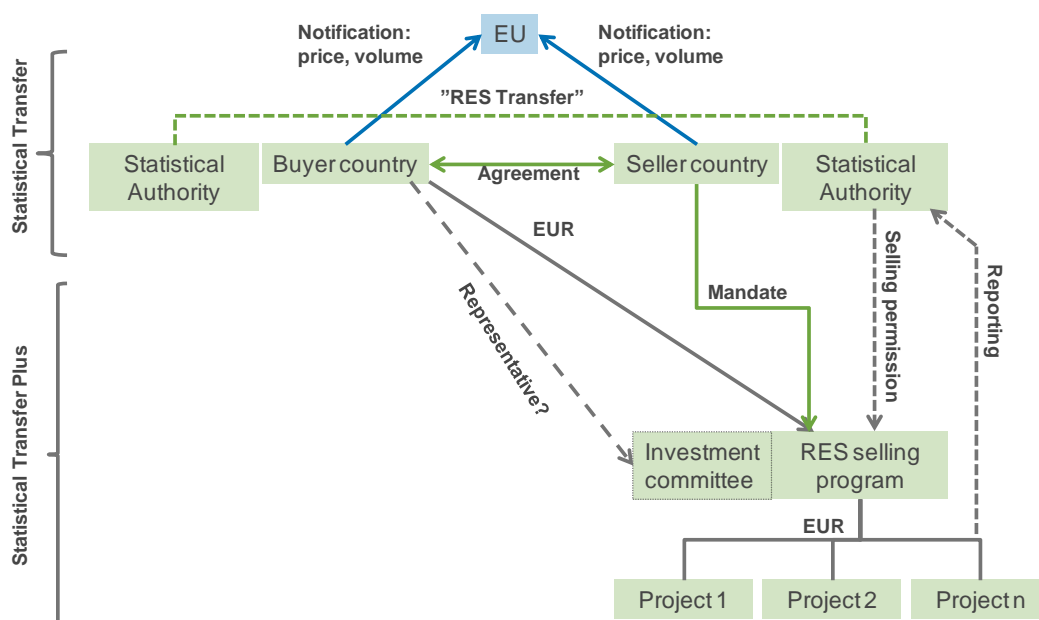 Notification:
price, volume
EU
Notification:
price, volume
”RES Transfer”
Statistical Transfer
Statistical
Authority
Buyer country
Agreement
Seller country
Statistical
Authority
EUR
Selling permission
Reporting
Mandate
Representative?
Statistical Transfer Plus
Investment
committee
RES selling
program
EUR
Project 1
Project 2
Project n